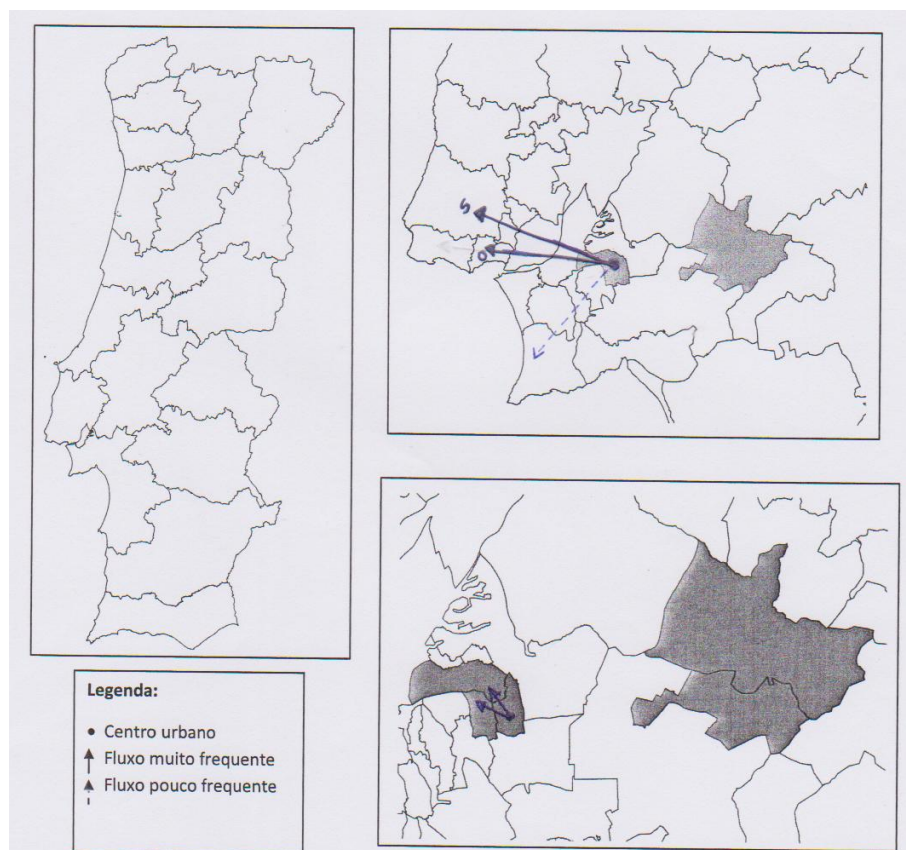 S
O
Legenda:
• Centro urbano
Fluxo muito frequente
Fluxo pouco frequente